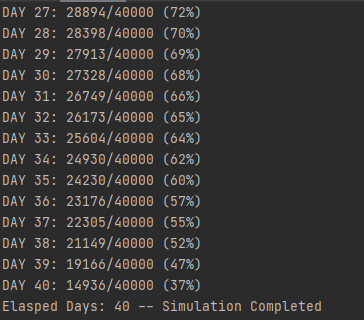 DAY 27: 28894/40000 (72%)
DAY 28: 28398/40000 (70%)
DAY 29: 27913/40000 (69%)
DAY 30: 27328/40000 (68%)
DAY 31: 26749/40000 (66%)
DAY 32: 26173/40000 (65%)
DAY 33: 25604/40000 (64%)
DAY 34: 24930/40000 (62%)
DAY 35: 24230/40000 (60%)
DAY 36: 23176/40000 (57%)
DAY 37: 22305/40000 (55%)
DAY 38: 21149/40000 (52%)
DAY 39: 19166/40000 (47%)
DAY 40: 14936/40000 (37%)
Elasped Days: 40 -- Simulation Completed